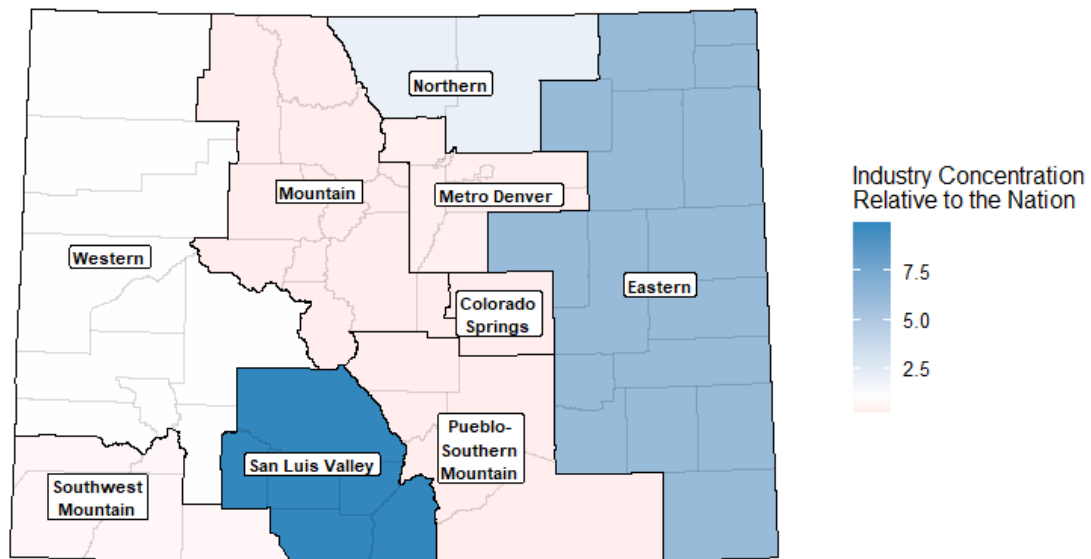 Northern
Mountain
Metro Denver
Western
Eastern
Colorado
Springs
Pueblo-
Southern
Mountain
San Luis Valley
Southwest
Mountain
Industry Concentration
Relative to the Nation
7.5
5.0
2.5